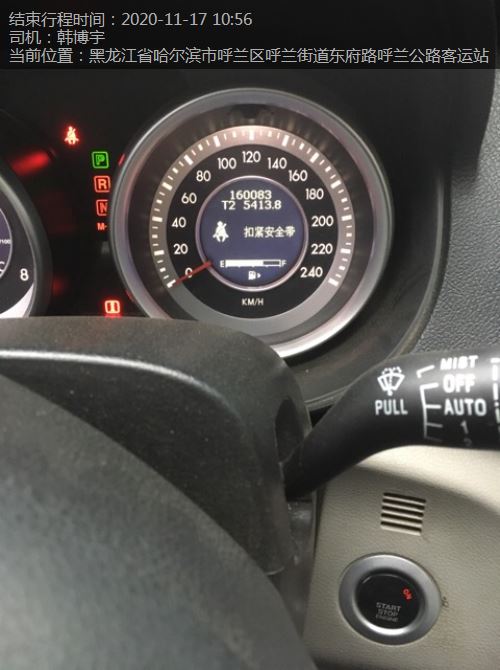 结束行程时间：2020-11-17 10:56
司机：韩博宇
当前位置：黑龙江省哈尔滨市呼兰区呼兰街道东府路呼兰公路客运站
P
R
N
M
0
20
40
60
80
100
120
140
160
180
200
220
240
160083
T2 5413.8
扣紧安全带
E F
KM/H
8
MIST
OFF
PULL
AUTO
1
2
ON
START
STOP
ENGINE